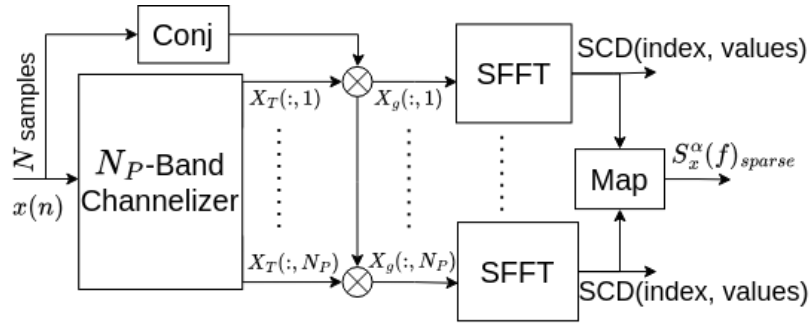 Conj
SFFT
SCD(index, values)
N samples
X_T(:, 1)
X_g(:, 1)
N_P-Band
Channelizer
x(n)
Map
S_x^α(f)_{sparse}
X_T(:, N_P)
X_g(:, N_P)
SFFT
SCD(index, values)